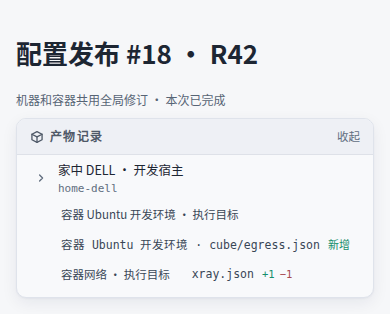 配置发布 #18 · R42
机器和容器共用全局修订 · 本次已完成
产物记录 收起
家中 DELL · 开发宿主
home-dell
容器 Ubuntu 开发环境 · 执行目标
容器 Ubuntu 开发环境 · cube/egress.json 新增
容器网络 · 执行目标 xray.json +1 −1